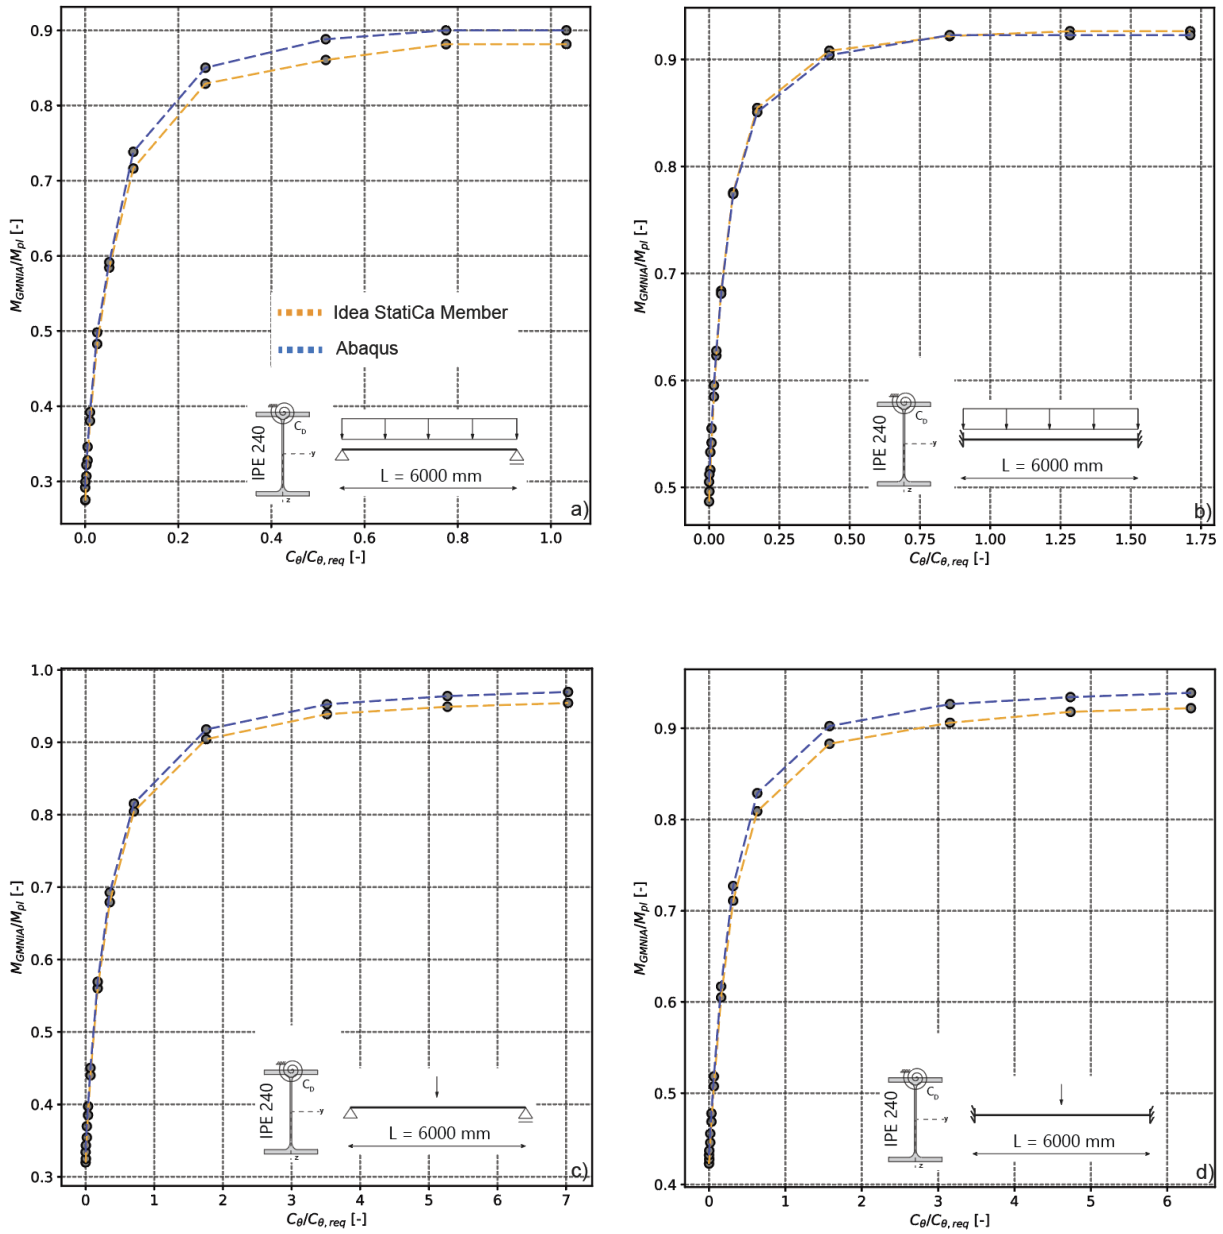 0.9
0.8
0.7
0.6
0.5
0.4
0.3
M_GMNIA/M_pl [-]
Idea StatiCa Member
Abaqus
IPE 240
C_D
y
z
L = 6000 mm
a)
0.0 0.2 0.4 0.6 0.8 1.0
C_θ/C_θ,req [-]
0.9
0.8
0.7
0.6
0.5
M_GMNIA/M_pl [-]
IPE 240
C_D
y
z
L = 6000 mm
b)
0.00 0.25 0.50 0.75 1.00 1.25 1.50 1.75
C_θ/C_θ,req [-]
1.0
0.9
0.8
0.7
0.6
0.5
0.4
0.3
M_GMNIA/M_pl [-]
IPE 240
C_D
y
z
L = 6000 mm
c)
0 1 2 3 4 5 6 7
C_θ/C_θ,req [-]
0.9
0.8
0.7
0.6
0.5
0.4
M_GMNIA/M_pl [-]
IPE 240
C_D
y
z
L = 6000 mm
d)
0 1 2 3 4 5 6
C_θ/C_θ,req [-]